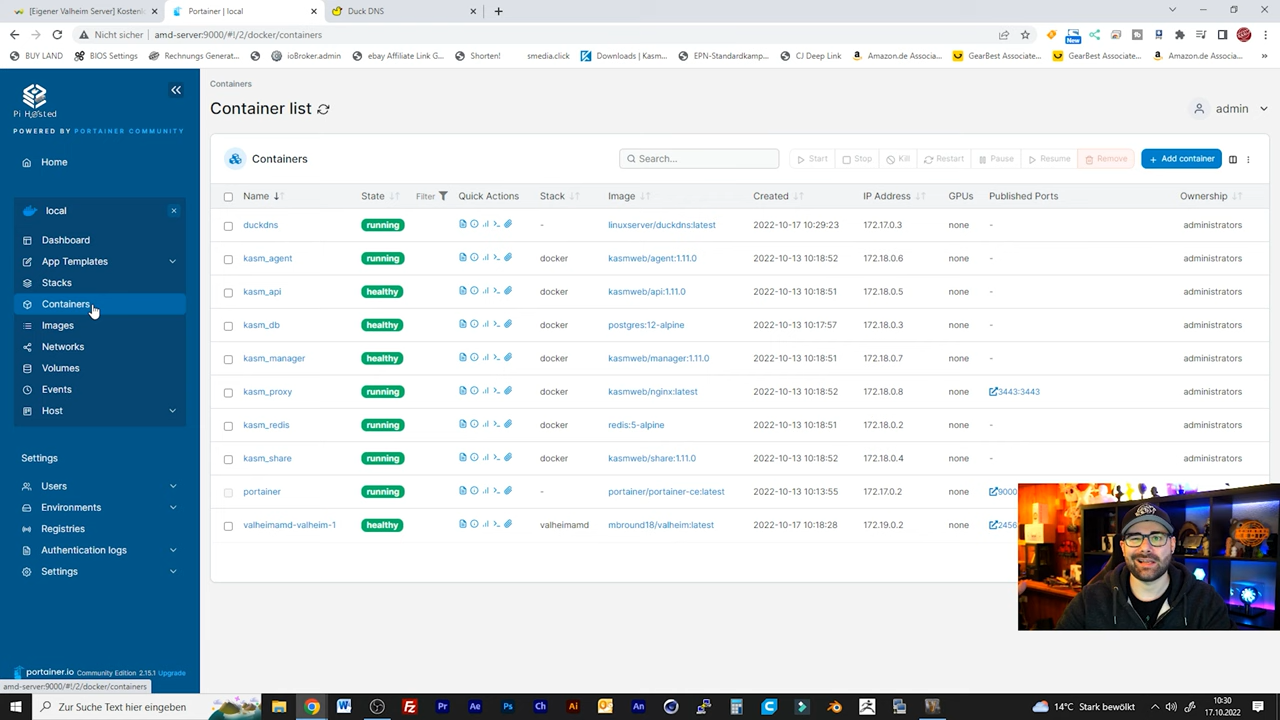 [Eigener Valheim Server] Kostenl
Portainer | local
Duck DNS
Nicht sicher
amd-server:9000/#!/2/docker/containers
BUY LAND
BIOS Settings
Rechnungs Generat...
ioBroker.admin
ebay Affiliate Link G...
Shorten!
smedia.click
Downloads | Kasm...
EPN-Standardkamp...
CJ Deep Link
Amazon.de Associa...
GearBest Associate...
GearBest Associate...
Amazon.de Associa...
Pi H sted
POWERED BY PORTAINER COMMUNITY
Home
local
Dashboard
App Templates
Stacks
Containers
Images
Networks
Volumes
Events
Host
Settings
Users
Environments
Registries
Authentication logs
Settings
portainer.io Community Edition 2.15.1 Upgrade
amd-server:9000/#!/2/docker/containers
Containers
Container list
admin
Containers
Search...
Start
Stop
Kill
Restart
Pause
Resume
Remove
+ Add container
Name State Filter Quick Actions Stack Image Created IP Address GPUs Published Ports Ownership
duckdns running - linuxserver/duckdns:latest 2022-10-17 10:29:23 172.17.0.3 none - administrators
kasm_agent running docker kasmweb/agent:1.11.0 2022-10-13 10:18:52 172.18.0.6 none - administrators
kasm_api healthy docker kasmweb/api:1.11.0 2022-10-13 10:18:52 172.18.0.5 none - administrators
kasm_db healthy docker postgres:12-alpine 2022-10-13 10:17:57 172.18.0.3 none - administrators
kasm_manager healthy docker kasmweb/manager:1.11.0 2022-10-13 10:18:51 172.18.0.7 none - administrators
kasm_proxy running docker kasmweb/nginx:latest 2022-10-13 10:18:52 172.18.0.8 none 3443:3443 administrators
kasm_redis running docker redis:5-alpine 2022-10-13 10:18:51 172.18.0.2 none - administrators
kasm_share running docker kasmweb/share:1.11.0 2022-10-13 10:18:52 172.18.0.4 none - administrators
portainer running - portainer/portainer-ce:latest 2022-10-13 10:13:55 172.17.0.2 none 9000 administrators
valheimamd-valheim-1 healthy valheimamd mbround18/valheim:latest 2022-10-17 10:18:28 172.19.0.2 none 2456
Zur Suche Text hier eingeben
14°C Stark bewölkt
10:30
17.10.2022